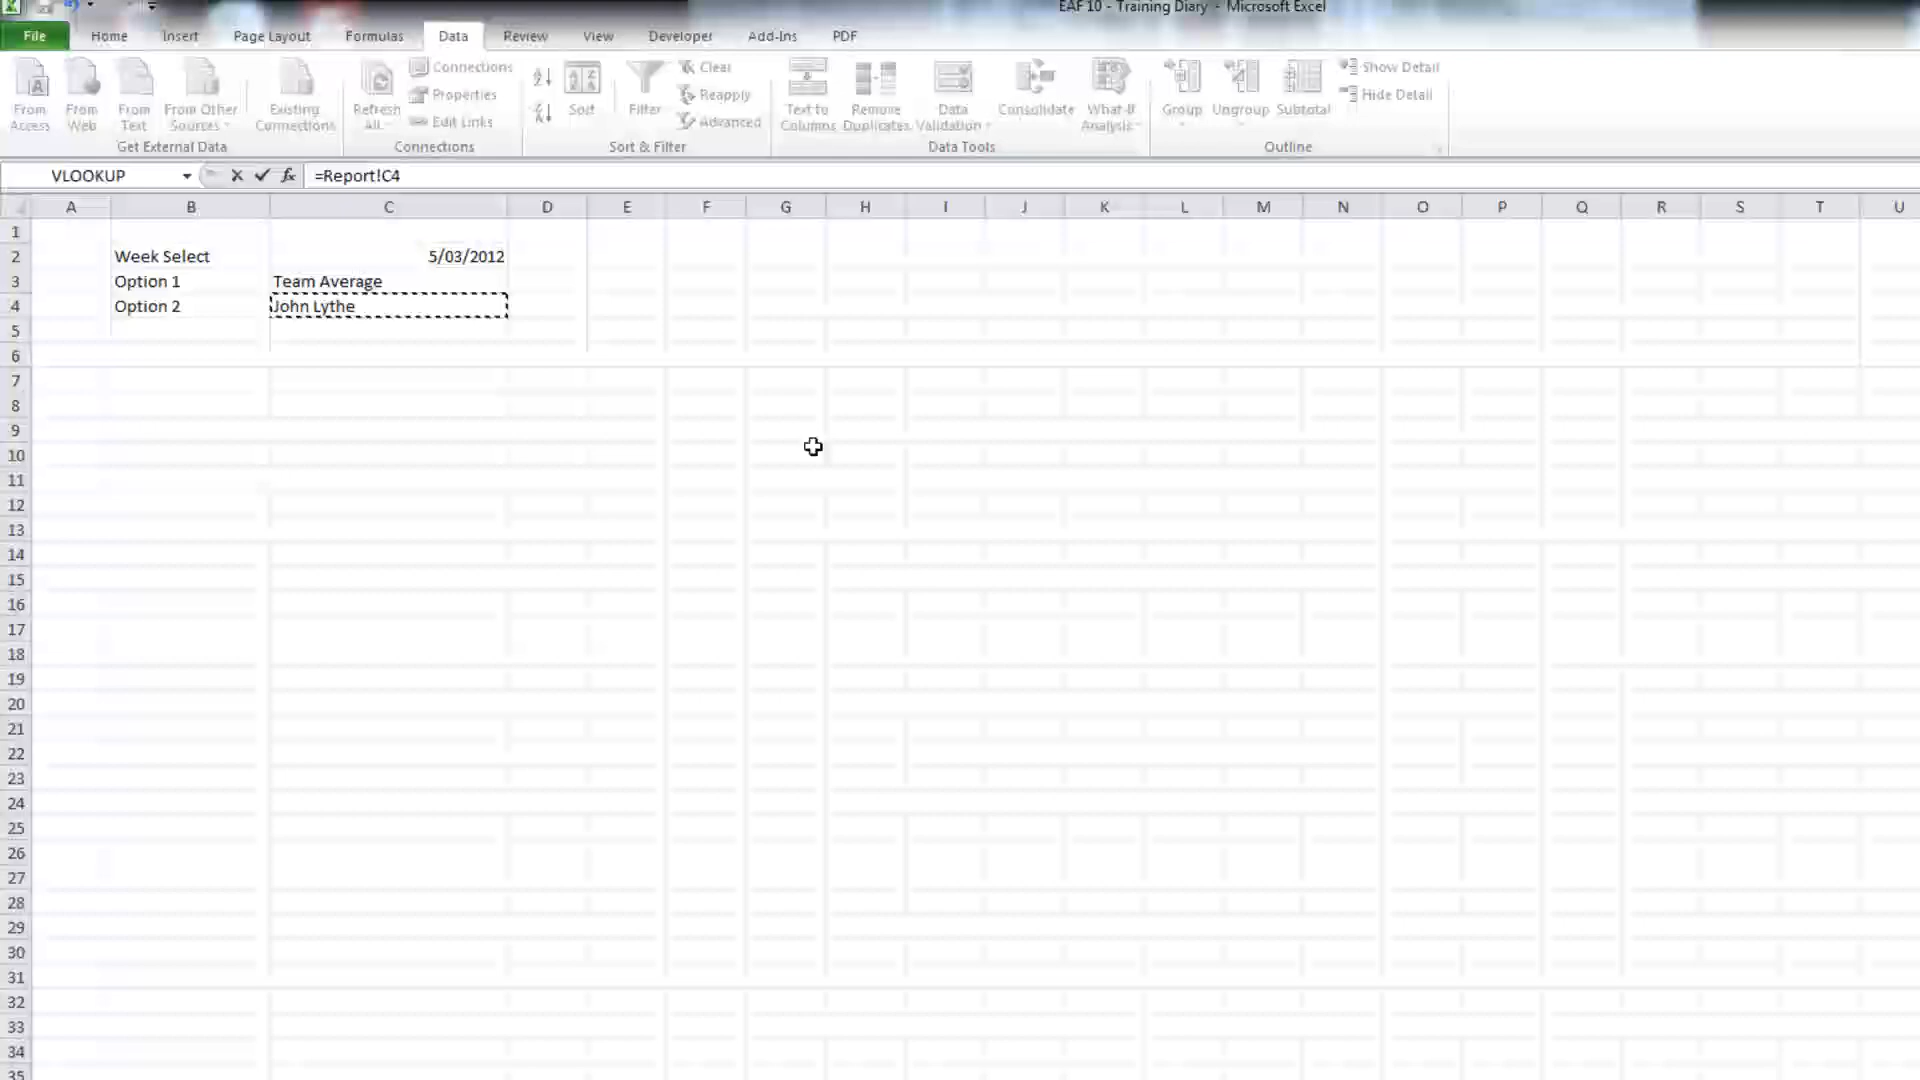 EAF 10 - Training Diary - Microsoft Excel
File Home Insert Page Layout Formulas Data Review View Developer Add-Ins PDF
From Access
From Web
From Text
From Other Sources
Existing Connections
Get External Data
Refresh All
Connections
Properties
Edit Links
Connections
Sort
Filter
Clear
Reapply
Advanced
Sort & Filter
Text to Columns
Remove Duplicates
Data Validation
Consolidate
What-If Analysis
Data Tools
Group
Ungroup
Subtotal
Show Detail
Hide Detail
Outline
VLOOKUP fx =Report!C4
A B C D E F G H I J K L M N O P Q R S T U
1
2 Week Select 5/03/2012
3 Option 1 Team Average
4 Option 2 John Lythe
5
6
7
8
9
10
11
12
13
14
15
16
17
18
19
20
21
22
23
24
25
26
27
28
29
30
31
32
33
34
35